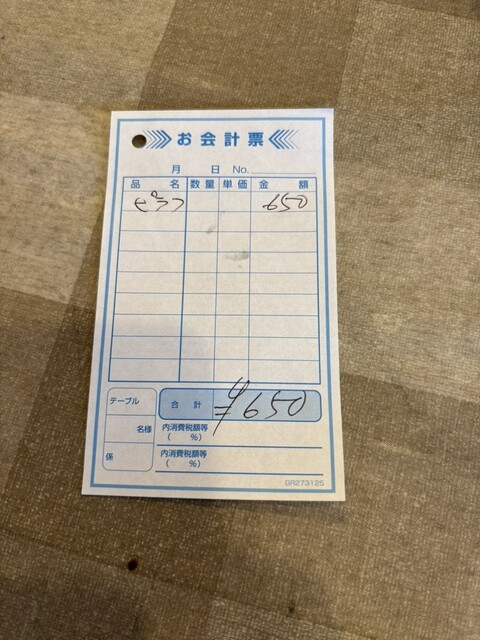 お会計票
月 日 No.
品名 数量 単価 金額
ピラフ 650
テーブル
名様
係
合計 ¥650
内消費税額等
( %)
内消費税額等
( %)
GR273125